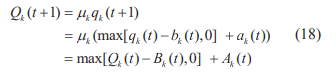 Q_k(t+1) = μ_k q_k(t+1)
= μ_k(max[q_k(t) − b_k(t),0] + a_k(t)) (18)
= max[Q_k(t) − B_k(t),0] + A_k(t)